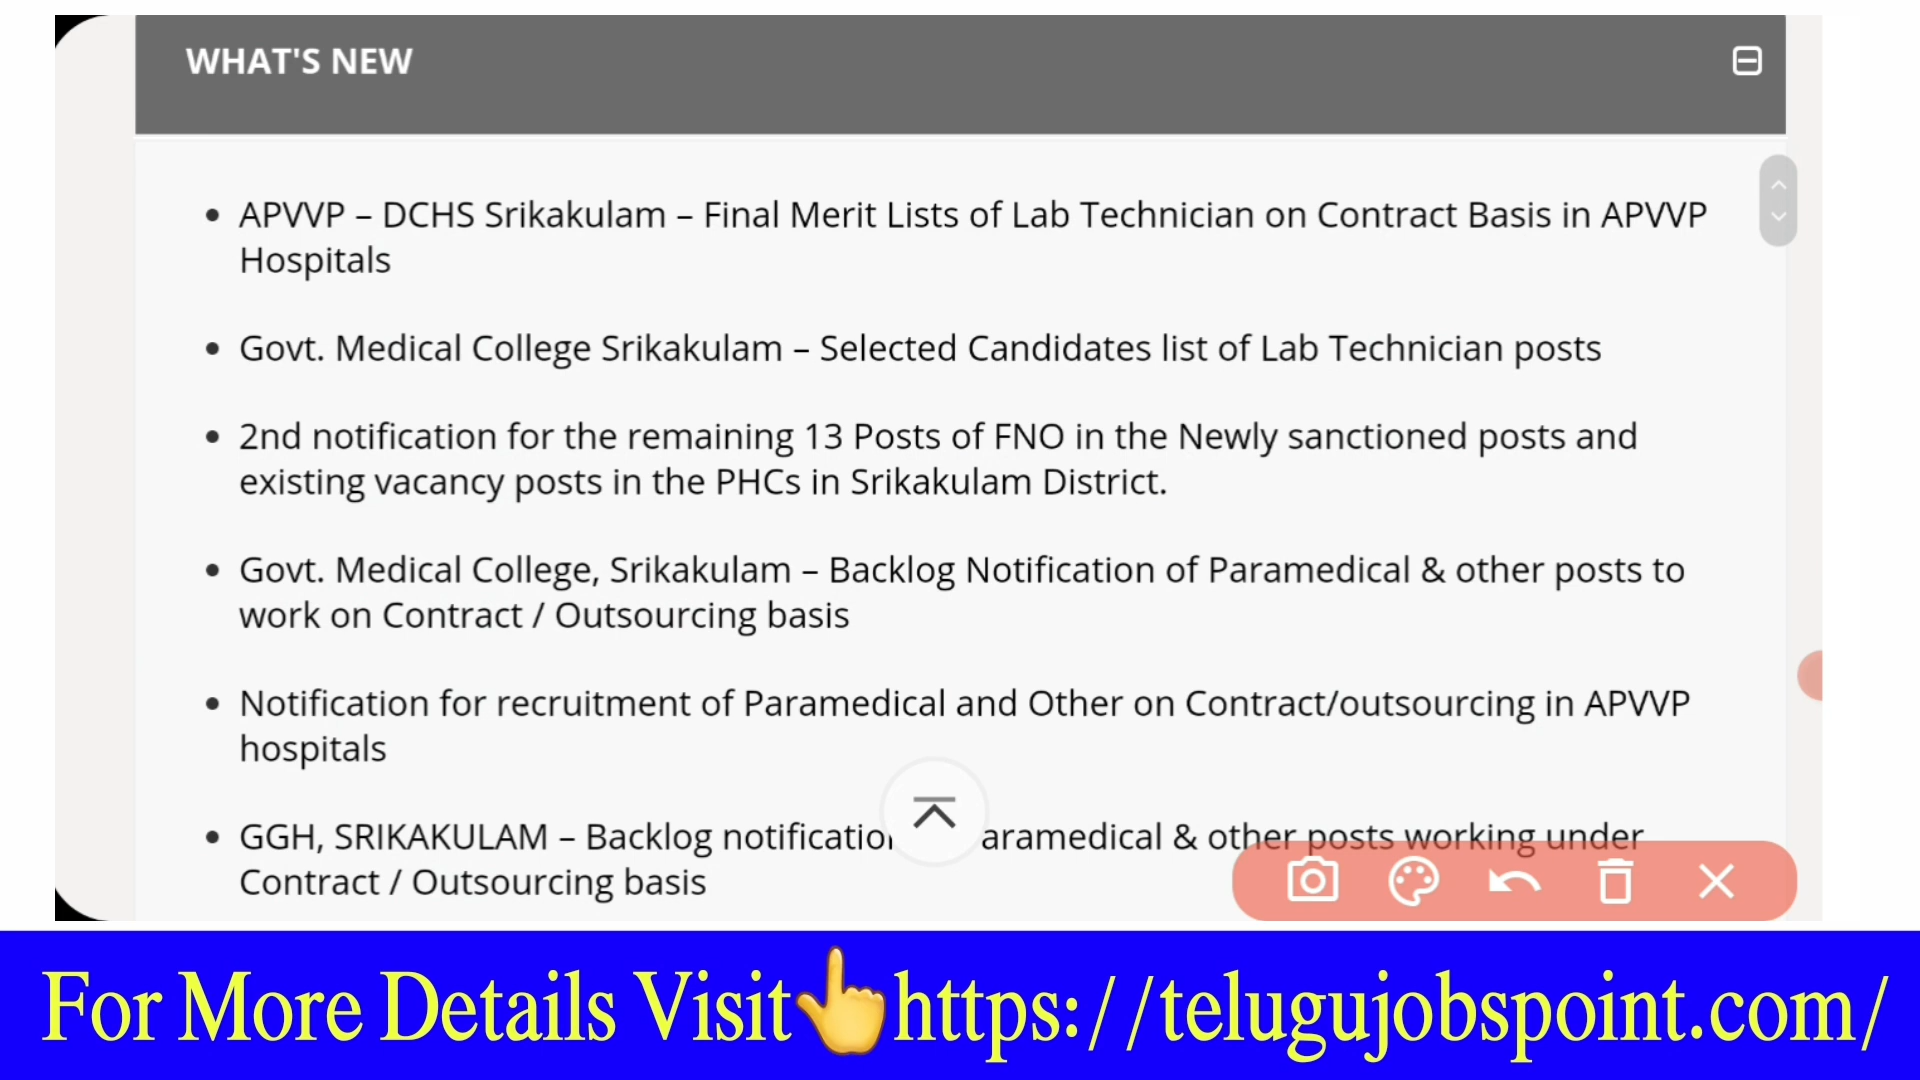 WHAT'S NEW
APVVP – DCHS Srikakulam – Final Merit Lists of Lab Technician on Contract Basis in APVVP
Hospitals
Govt. Medical College Srikakulam – Selected Candidates list of Lab Technician posts
2nd notification for the remaining 13 Posts of FNO in the Newly sanctioned posts and
existing vacancy posts in the PHCs in Srikakulam District.
Govt. Medical College, Srikakulam – Backlog Notification of Paramedical & other posts to
work on Contract / Outsourcing basis
Notification for recruitment of Paramedical and Other on Contract/outsourcing in APVVP
hospitals
GGH, SRIKAKULAM – Backlog & other posts working under
Contract / Outsourcing basis
For More Details Visit https://telugujobspoint.com/